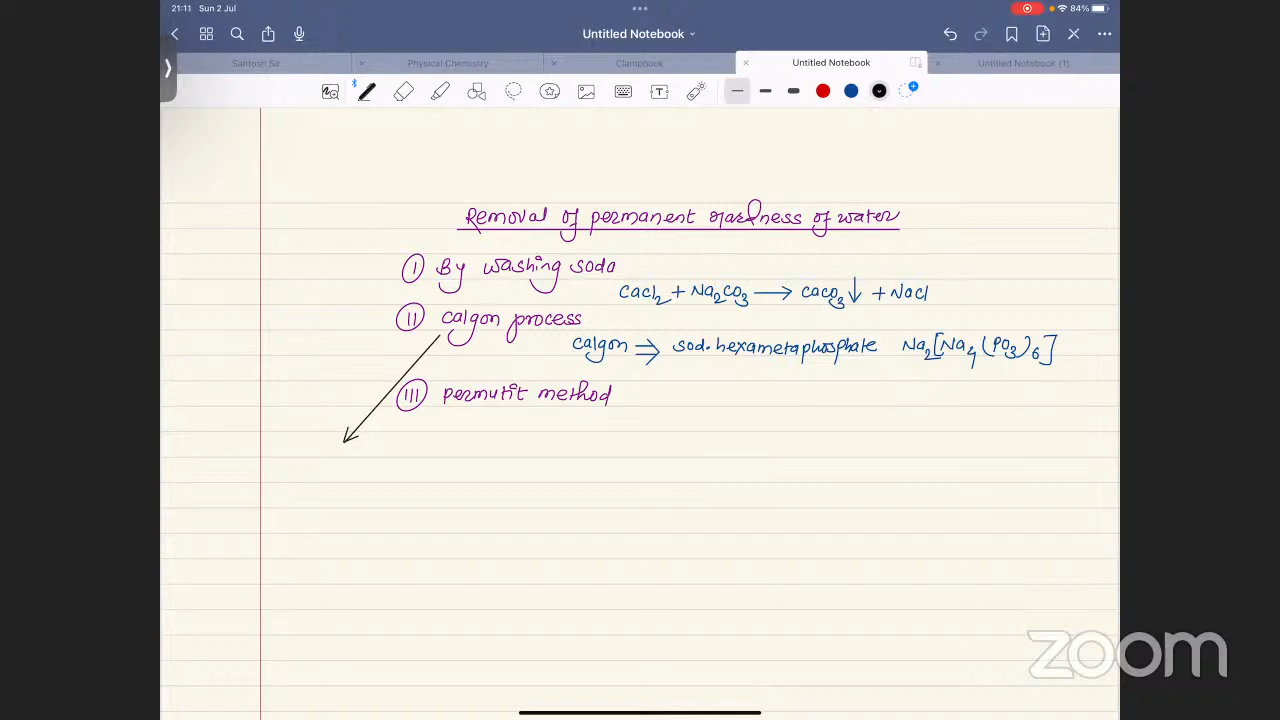 21:11 Sun 2 Jul
84%
Untitled Notebook
Santosh Sir
Physical Chemistry
Clamphook
Untitled Notebook
Untitled Notebook (1)
Removal of permanent hardness of water
I By washing soda
CaCl2 + Na2CO3 → CaCO3 ↓ + NaCl
II calgon process
calgon ⇒ sod. hexametaphosphate Na2[Na4(PO3)6]
III permutit method
zoom